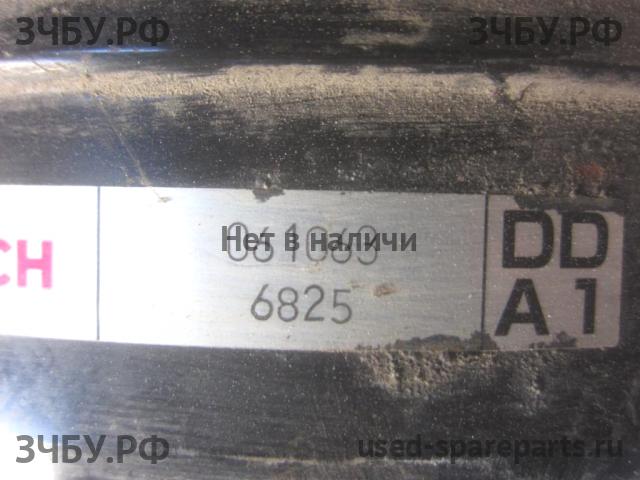 ЗЧБУ.РФ
ЗЧБУ.РФ
CH
Нет в наличи
6825
DD
A1
ЗЧБУ.РФ
used-spareparts.ru